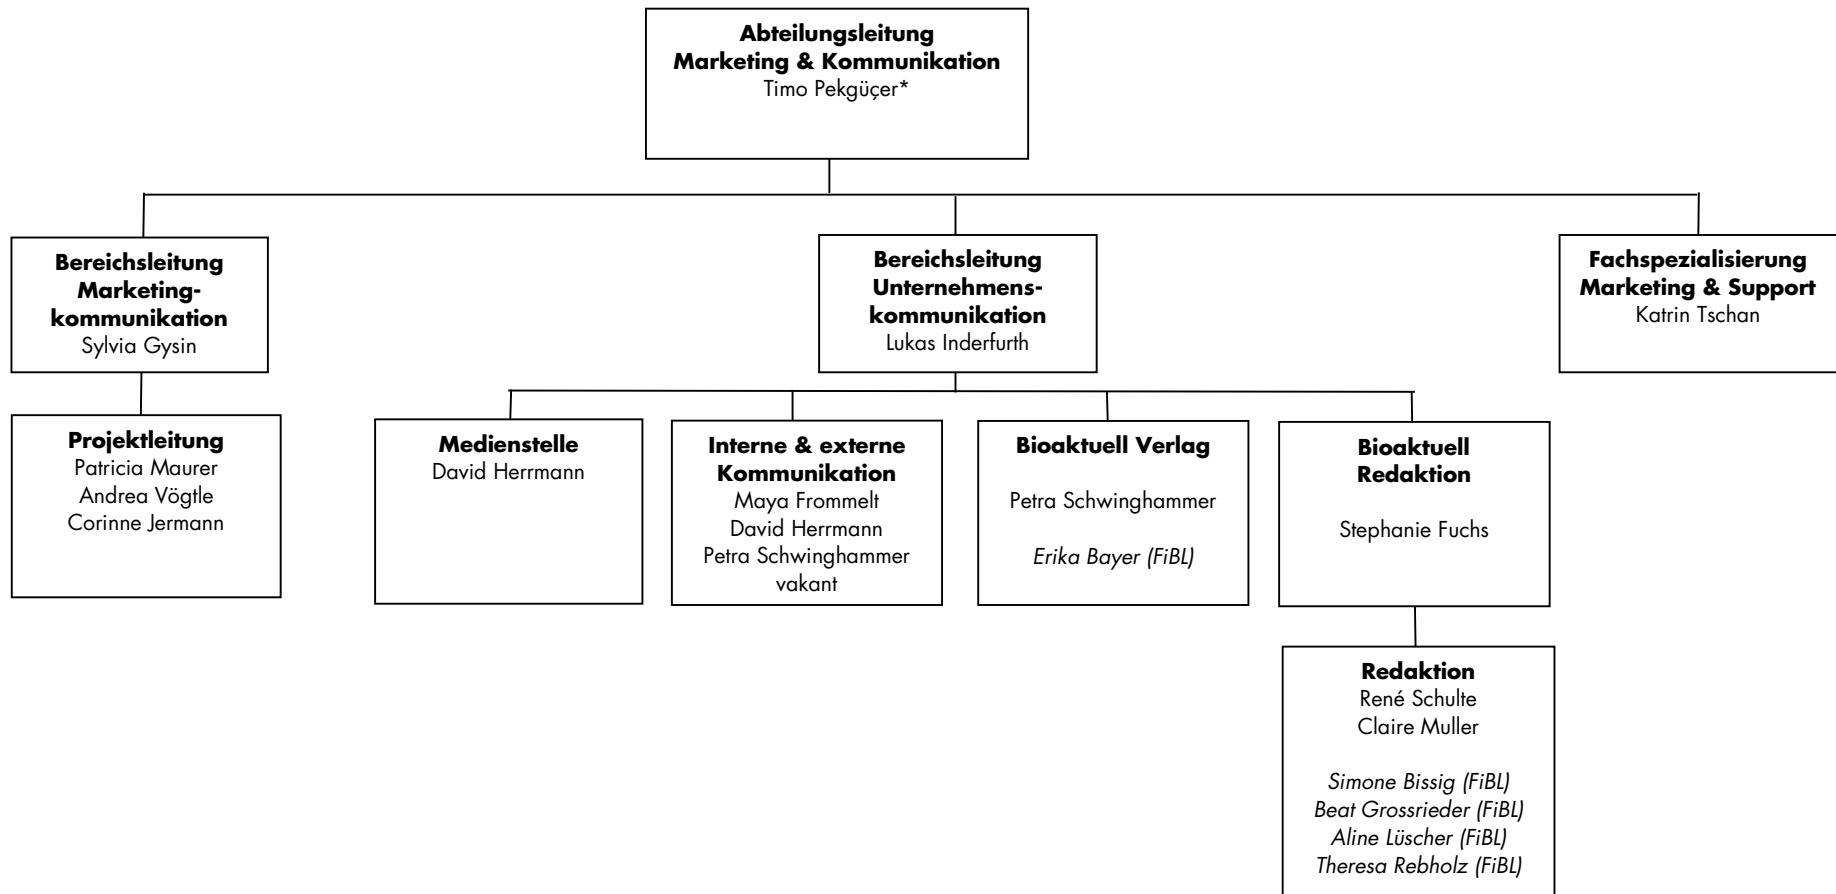 Abteilungsleitung
Marketing & Kommunikation
Timo Pekgüçer*
Bereichsleitung
Marketing-
kommunikation
Sylvia Gysin
Bereichsleitung
Unternehmens-
kommunikation
Lukas Inderfurth
Fachspezialisierung
Marketing & Support
Katrin Tschan
Projektleitung
Patricia Maurer
Andrea Vögtle
Corinne Jermann
Medienstelle
David Herrmann
Interne & externe
Kommunikation
Maya Frommelt
David Herrmann
Petra Schwinghammer
vakant
Bioaktuell Verlag
Petra Schwinghammer
Erika Bayer (FiBL)
Bioaktuell
Redaktion
Stephanie Fuchs
Redaktion
René Schulte
Claire Muller
Simone Bissig (FiBL)
Beat Grossrieder (FiBL)
Aline Lüscher (FiBL)
Theresa Rebholz (FiBL)